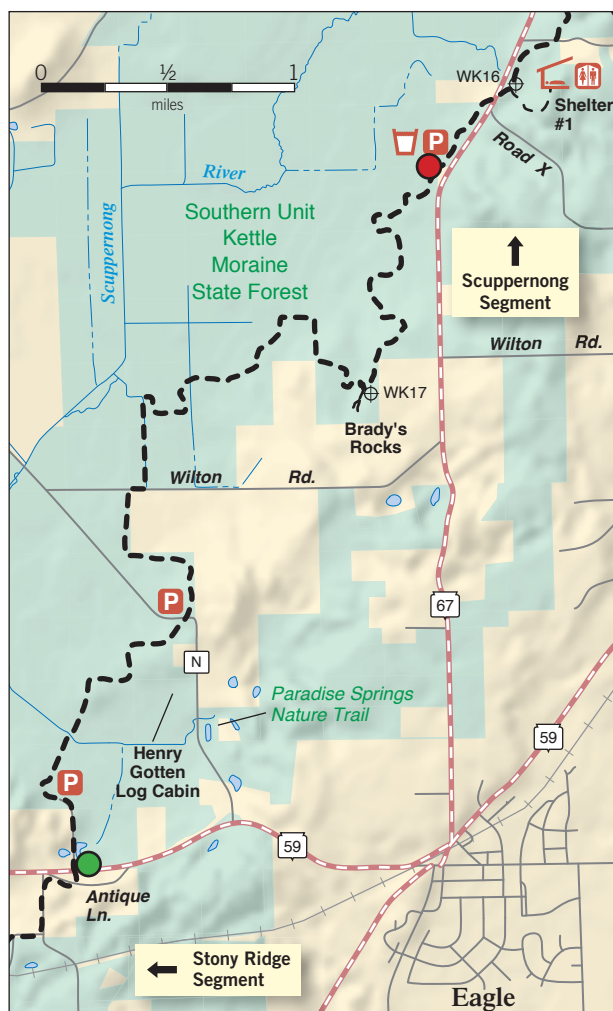 0 ½ 1
miles
WK16
Shelter
#1
P
Road X
River
Scuppernong
Southern Unit
Kettle
Moraine
State Forest
Scuppernong
Segment
Wilton Rd.
WK17
Brady's
Rocks
Wilton Rd.
P
67
N
Paradise Springs
Nature Trail
59
Henry
Gotten
Log Cabin
P
59
Antique
Ln.
Stony Ridge
Segment
Eagle